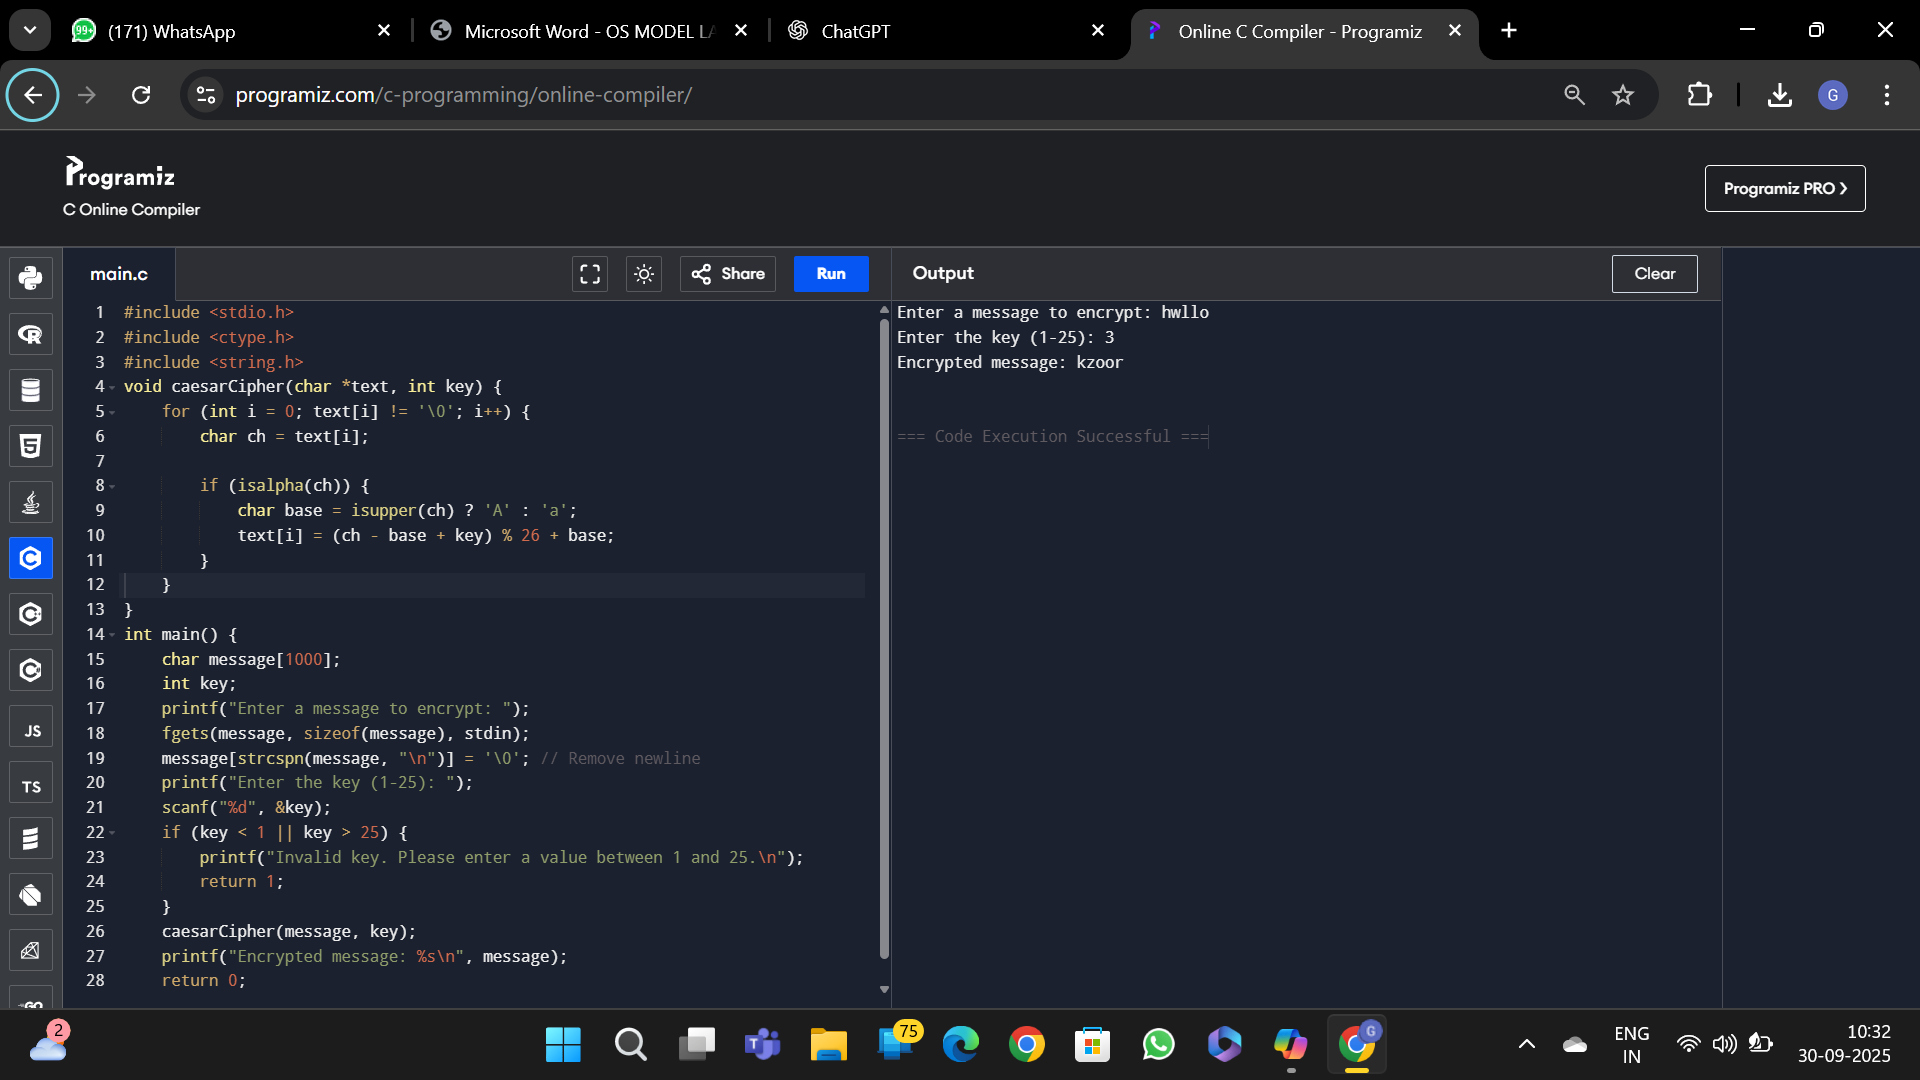 (171) WhatsApp
Microsoft Word - OS MODEL LA
ChatGPT
Online C Compiler - Programiz
programiz.com/c-programming/online-compiler/
G
Programiz
C Online Compiler
Programiz PRO
main.c
Share
Run
Output
Clear
1 #include <stdio.h>
2 #include <ctype.h>
3 #include <string.h>
4 void caesarCipher(char *text, int key) {
5 for (int i = 0; text[i] != '\0'; i++) {
6 char ch = text[i];
7
8 if (isalpha(ch)) {
9 char base = isupper(ch) ? 'A' : 'a';
10 text[i] = (ch - base + key) % 26 + base;
11 }
12 }
13 }
14 int main() {
15 char message[1000];
16 int key;
17 printf("Enter a message to encrypt: ");
18 fgets(message, sizeof(message), stdin);
19 message[strcspn(message, "\n")] = '\0'; // Remove newline
20 printf("Enter the key (1-25): ");
21 scanf("%d", &key);
22 if (key < 1 || key > 25) {
23 printf("Invalid key. Please enter a value between 1 and 25.\n");
24 return 1;
25 }
26 caesarCipher(message, key);
27 printf("Encrypted message: %s\n", message);
28 return 0;
Enter a message to encrypt: hwllo
Enter the key (1-25): 3
Encrypted message: kzoor
=== Code Execution Successful ===
JS
TS
GO
2
75
G
ENG
IN
10:32
30-09-2025